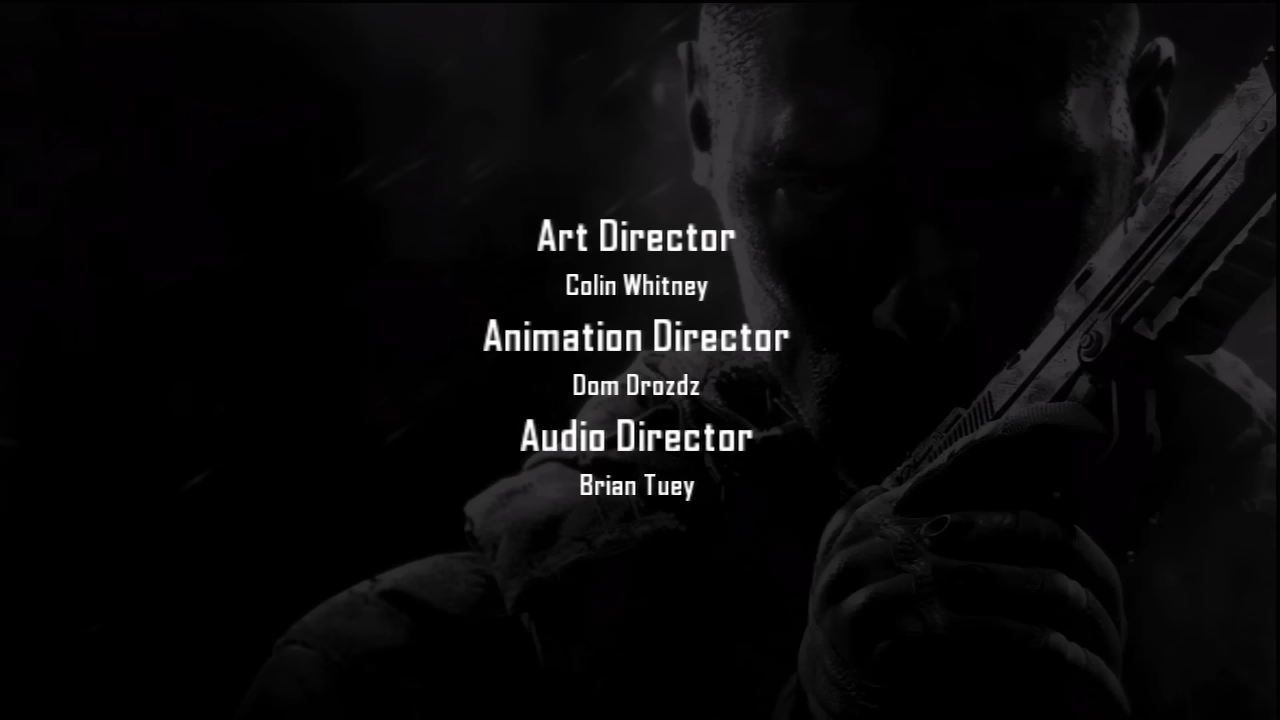 Art Director
Colin Whitney
Animation Director
Dom Drozdz
Audio Director
Brian Tuey